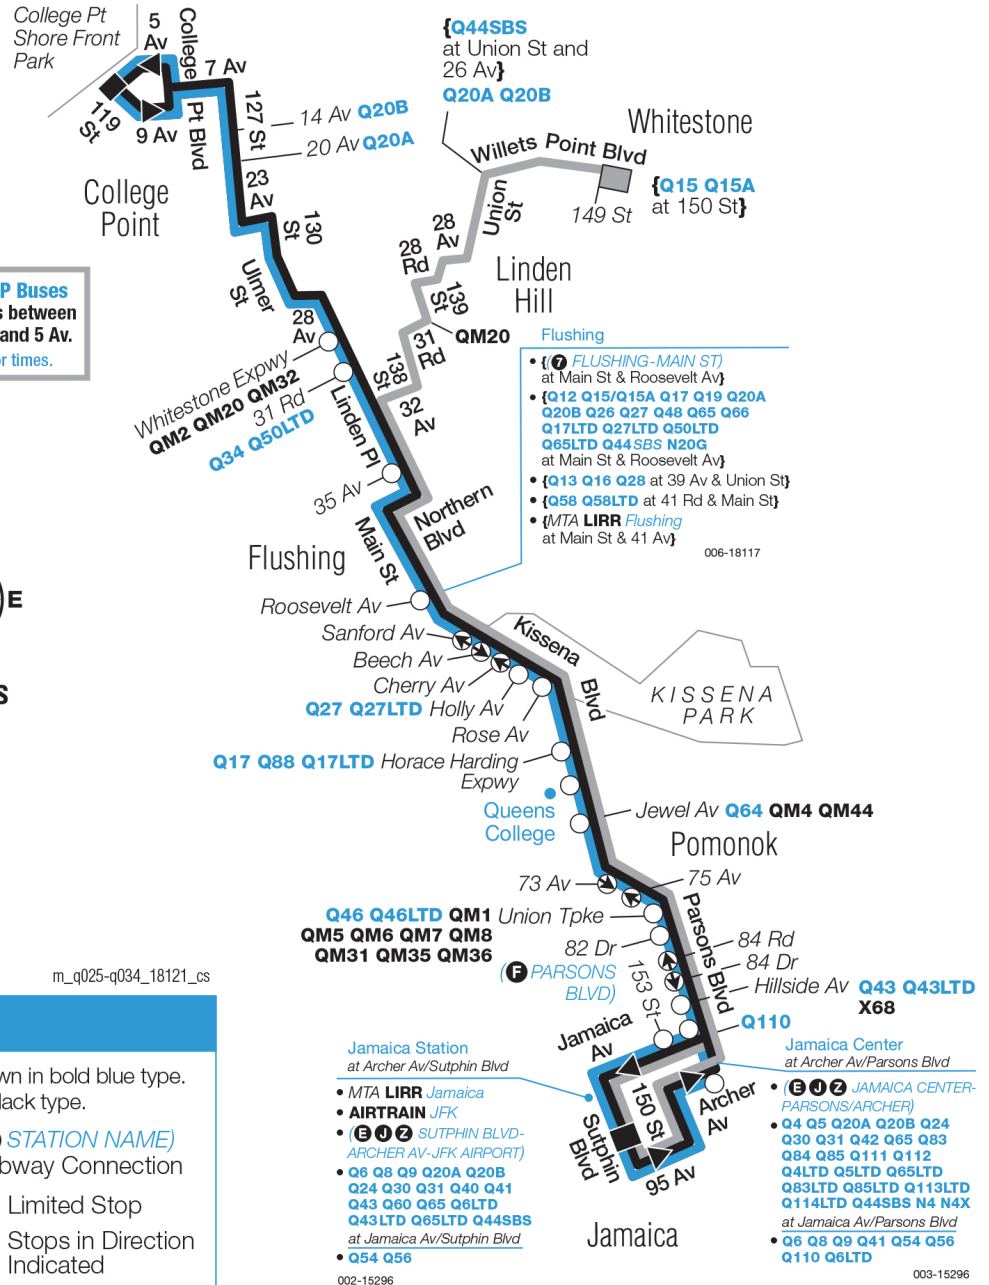 College Pt
Shore Front
Park
5
Av
College
Pt Blvd
7 Av
119
St
9 Av
127 St
14 Av Q20B
20 Av Q20A
{Q44SBS
at Union St and
26 Av}
Q20A Q20B
Whitestone
Willets Point Blvd
{Q15 Q15A
at 150 St}
149 St
College
Point
23
Av
130
St
Union
St
28
Av
28
Rd
Linden
Hill
Ulmer
St
139
St
P Buses
s between
and 5 Av.
or times.
28
Av
QM20
31
Rd
138
St
32
Av
Whitestone Expwy
QM2 QM20 QM32
31 Rd
Q34 Q50LTD
Linden Pl
35 Av
Northern
Blvd
Main St
Flushing
Flushing
• {(7 FLUSHING-MAIN ST)
at Main St & Roosevelt Av}
• {Q12 Q15/Q15A Q17 Q19 Q20A
Q20B Q26 Q27 Q48 Q65 Q66
Q17LTD Q27LTD Q50LTD
Q65LTD Q44SBS N20G
at Main St & Roosevelt Av}
• {Q13 Q16 Q28 at 39 Av & Union St}
• {Q58 Q58LTD at 41 Rd & Main St}
• {MTA LIRR Flushing
at Main St & 41 Av}
006-18117
E
S
Roosevelt Av
Sanford Av
Beech Av
Cherry Av
Q27 Q27LTD Holly Av
Rose Av
Kissena
Blvd
KISSENA
PARK
Q17 Q88 Q17LTD Horace Harding
Expwy
Queens
College
Jewel Av Q64 QM4 QM44
Pomonok
73 Av
75 Av
Q46 Q46LTD QM1 Union Tpke
QM5 QM6 QM7 QM8
QM31 QM35 QM36
82 Dr
(F PARSONS
BLVD)
Parsons Blvd
84 Rd
84 Dr
Hillside Av Q43 Q43LTD
X68
153 St
Q110
Jamaica
Av
m_q025-q034_18121_cs
wn in bold blue type.
lack type.
STATION NAME)
bway Connection
Limited Stop
Stops in Direction
Indicated
Jamaica Station
at Archer Av/Sutphin Blvd
• MTA LIRR Jamaica
• AIRTRAIN JFK
• (E J Z SUTPHIN BLVD-
ARCHER AV-JFK AIRPORT)
• Q6 Q8 Q9 Q20A Q20B
Q24 Q30 Q31 Q40 Q41
Q43 Q60 Q65 Q6LTD
Q43LTD Q65LTD Q44SBS
at Jamaica Av/Sutphin Blvd
• Q54 Q56
002-15296
Sutphin
Blvd
150 St
Archer
Av
95 Av
Jamaica
Jamaica Center
at Archer Av/Parsons Blvd
• (E J Z JAMAICA CENTER-
PARSONS/ARCHER)
• Q4 Q5 Q20A Q20B Q24
Q30 Q31 Q42 Q65 Q83
Q84 Q85 Q111 Q112
Q4LTD Q5LTD Q65LTD
Q83LTD Q85LTD Q113LTD
Q114LTD Q44SBS N4 N4X
at Jamaica Av/Parsons Blvd
• Q6 Q8 Q9 Q41 Q54 Q56
Q110 Q6LTD
003-15296